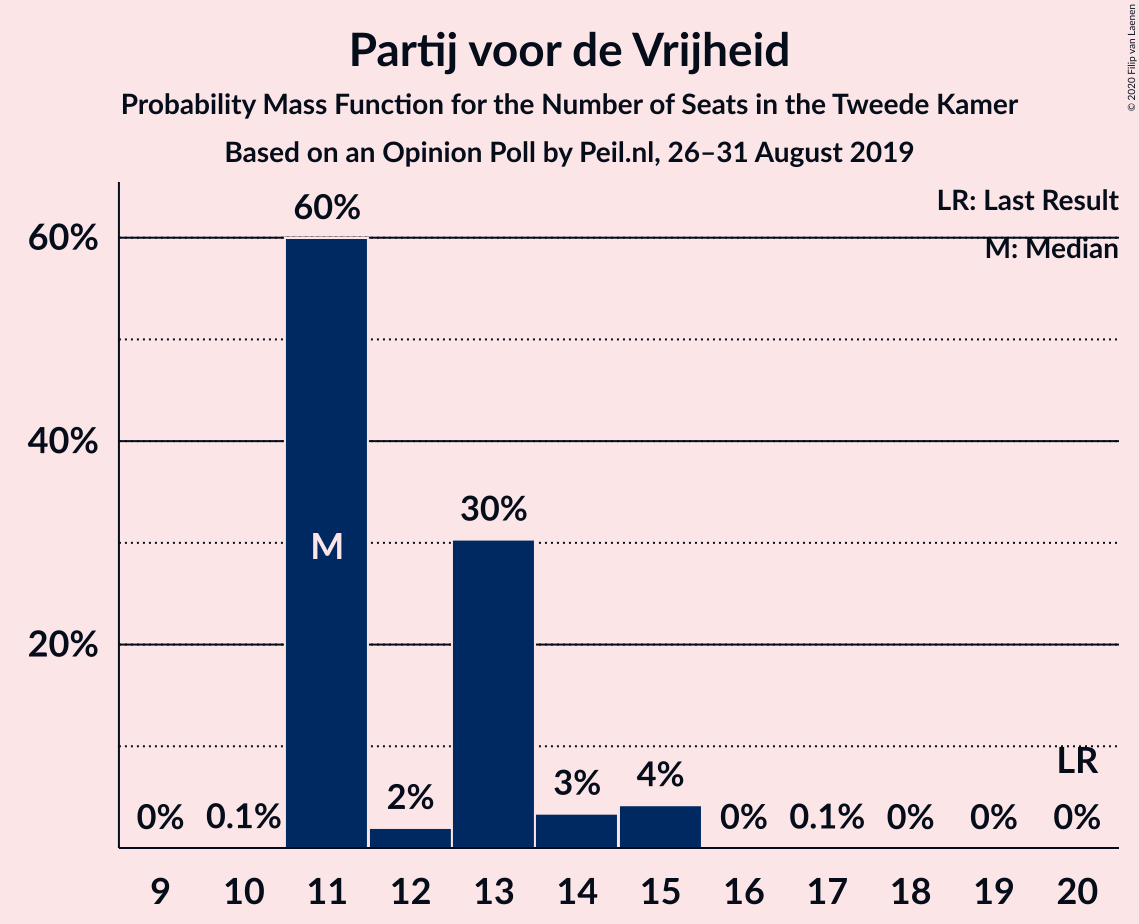 Partij voor de Vrijheid
Probability Mass Function for the Number of Seats in the Tweede Kamer
Based on an Opinion Poll by Peil.nl, 26–31 August 2019
© 2020 Filip van Laenen
LR: Last Result
M: Median
60%
40%
20%
0%
0.1%
60%
M
2%
30%
3%
4%
0%
0.1%
0%
0%
LR
0%
9 10 11 12 13 14 15 16 17 18 19 20